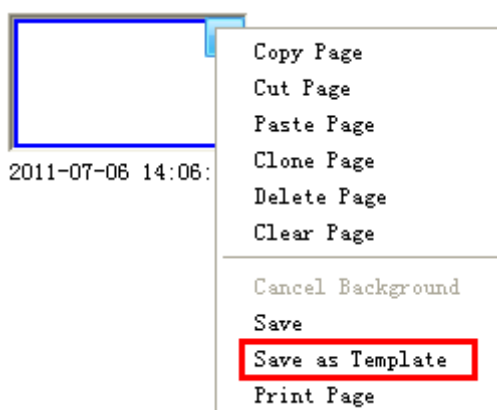 Copy Page
Cut Page
Paste Page
Clone Page
2011-07-06 14:06:
Delete Page
Clear Page
Cancel Background
Save
Save as Template
Print Page